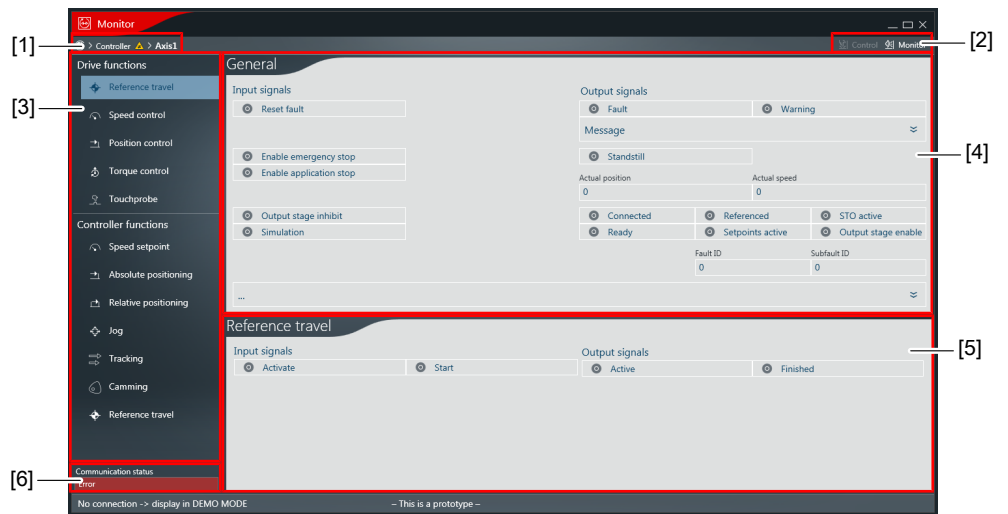 Monitor
[1]
> Controller > Axis1
Control Monitor
[2]
Drive functions
Reference travel
[3]
Speed control
Position control
Torque control
Touchprobe
Controller functions
Speed setpoint
Absolute positioning
Relative positioning
Jog
Tracking
Camming
Reference travel
General
Input signals
Reset fault
Enable emergency stop
Enable application stop
Output stage inhibit
Simulation
Output signals
Fault Warning
Message
Standstill
[4]
Actual position Actual speed
0 0
Connected Referenced STO active
Ready Setpoints active Output stage enable
Fault ID Subfault ID
0 0
...
Reference travel
[5]
Input signals
Activate Start
Output signals
Active Finished
[6]
Communication status
Error
No connection -> display in DEMO MODE – This is a prototype –